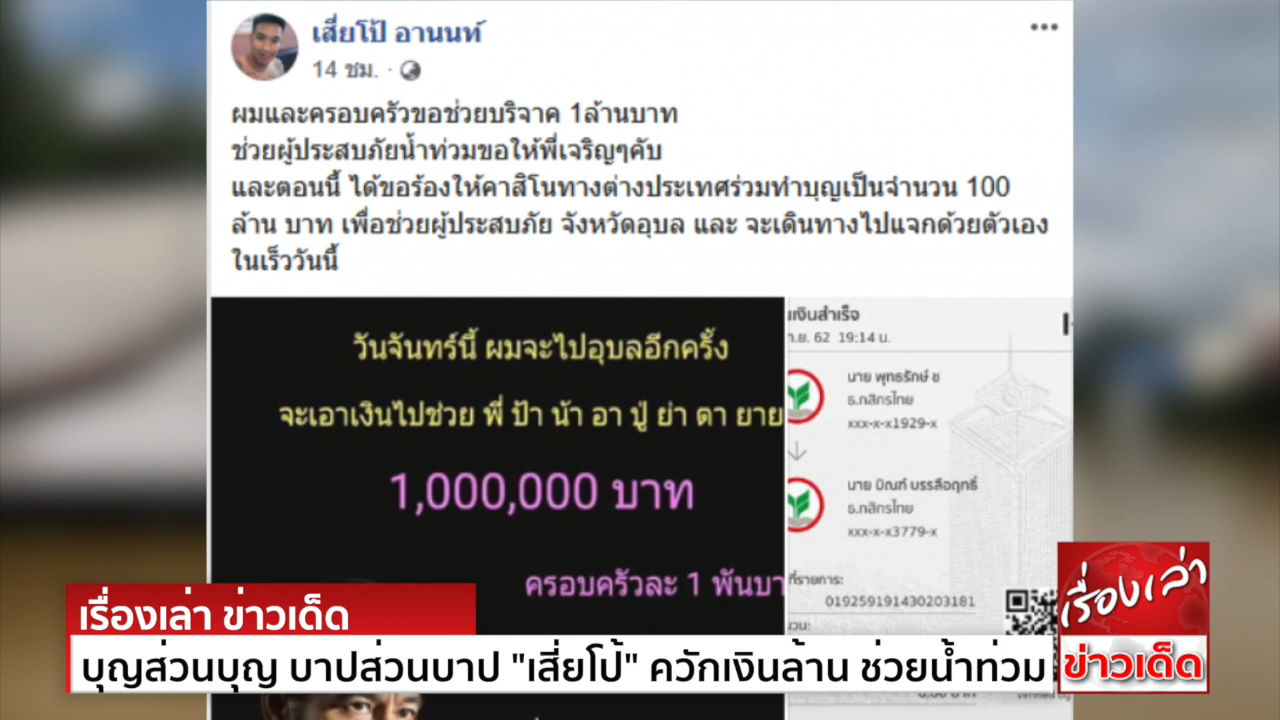 เสี่ยโป้ อานนท์
14 ชม. ·
ผมและครอบครัวขอช่วยบริจาค 1ล้านบาท
ช่วยผู้ประสบภัยน้ำท่วมขอให้พี่เจริญๆคับ
และตอนนี้ ได้ขอร้องให้คาสิโนทางต่างประเทศร่วมทำบุญเป็นจำนวน 100
ล้าน บาท เพื่อช่วยผู้ประสบภัย จังหวัดอุบล และ จะเดินทางไปแจกด้วยตัวเอง
ในเร็ววันนี้
วันจันทร์นี้ ผมจะไปอุบลอีกครั้ง
จะเอาเงินไปช่วย พี่ ป้า น้า อา ปู่ ย่า ตา ยาย
1,000,000 บาท
ครอบครัวละ 1 พันบา
นเงินสำเร็จ
ก.ย. 62 19:14 น.
นาย พุทธรักษ์ ช
ธ.กสิกรไทย
xxx-x-x1929-x
นาย บิณฑ์ บรรลือฤทธิ์
ธ.กสิกรไทย
xxx-x-x3779-x
ที่รายการ:
019259191430203181
เรื่องเล่า ข่าวเด็ด
บุญส่วนบุญ บาปส่วนบาป "เสี่ยโป้" ควักเงินล้าน ช่วยน้ำท่วม
เรื่องเล่า
ข่าวเด็ด